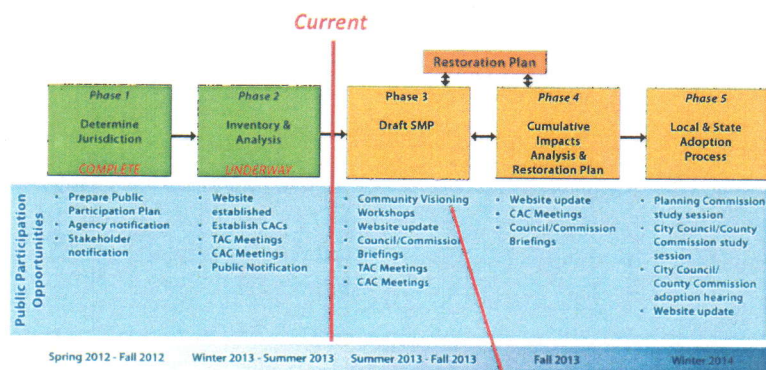 Current
Restoration Plan
Phase 1
Determine
Jurisdiction
COMPLETE
Phase 2
Inventory &
Analysis
UNDERWAY
Phase 3
Draft SMP
Phase 4
Cumulative
Impacts
Analysis &
Restoration Plan
Phase 5
Local & State
Adoption
Process
Public Participation
Opportunities
• Prepare Public
Participation Plan
• Agency notification
• Stakeholder
notification
• Website
established
• Establish CACs
• TAC Meetings
• CAC Meetings
• Public Notification
• Community Visioning
Workshops
• Website update
• Council/Commission
Briefings
• TAC Meetings
• CAC Meetings
• Website update
• CAC Meetings
• Council/Commission
Briefings
• Planning Commission
study session
• City Council/County
Commission study
session
• City Council/
County Commission
adoption hearing
• Website update
Spring 2012 - Fall 2012
Winter 2013 - Summer 2013
Summer 2013 - Fall 2013
Fall 2013
Winter 2014